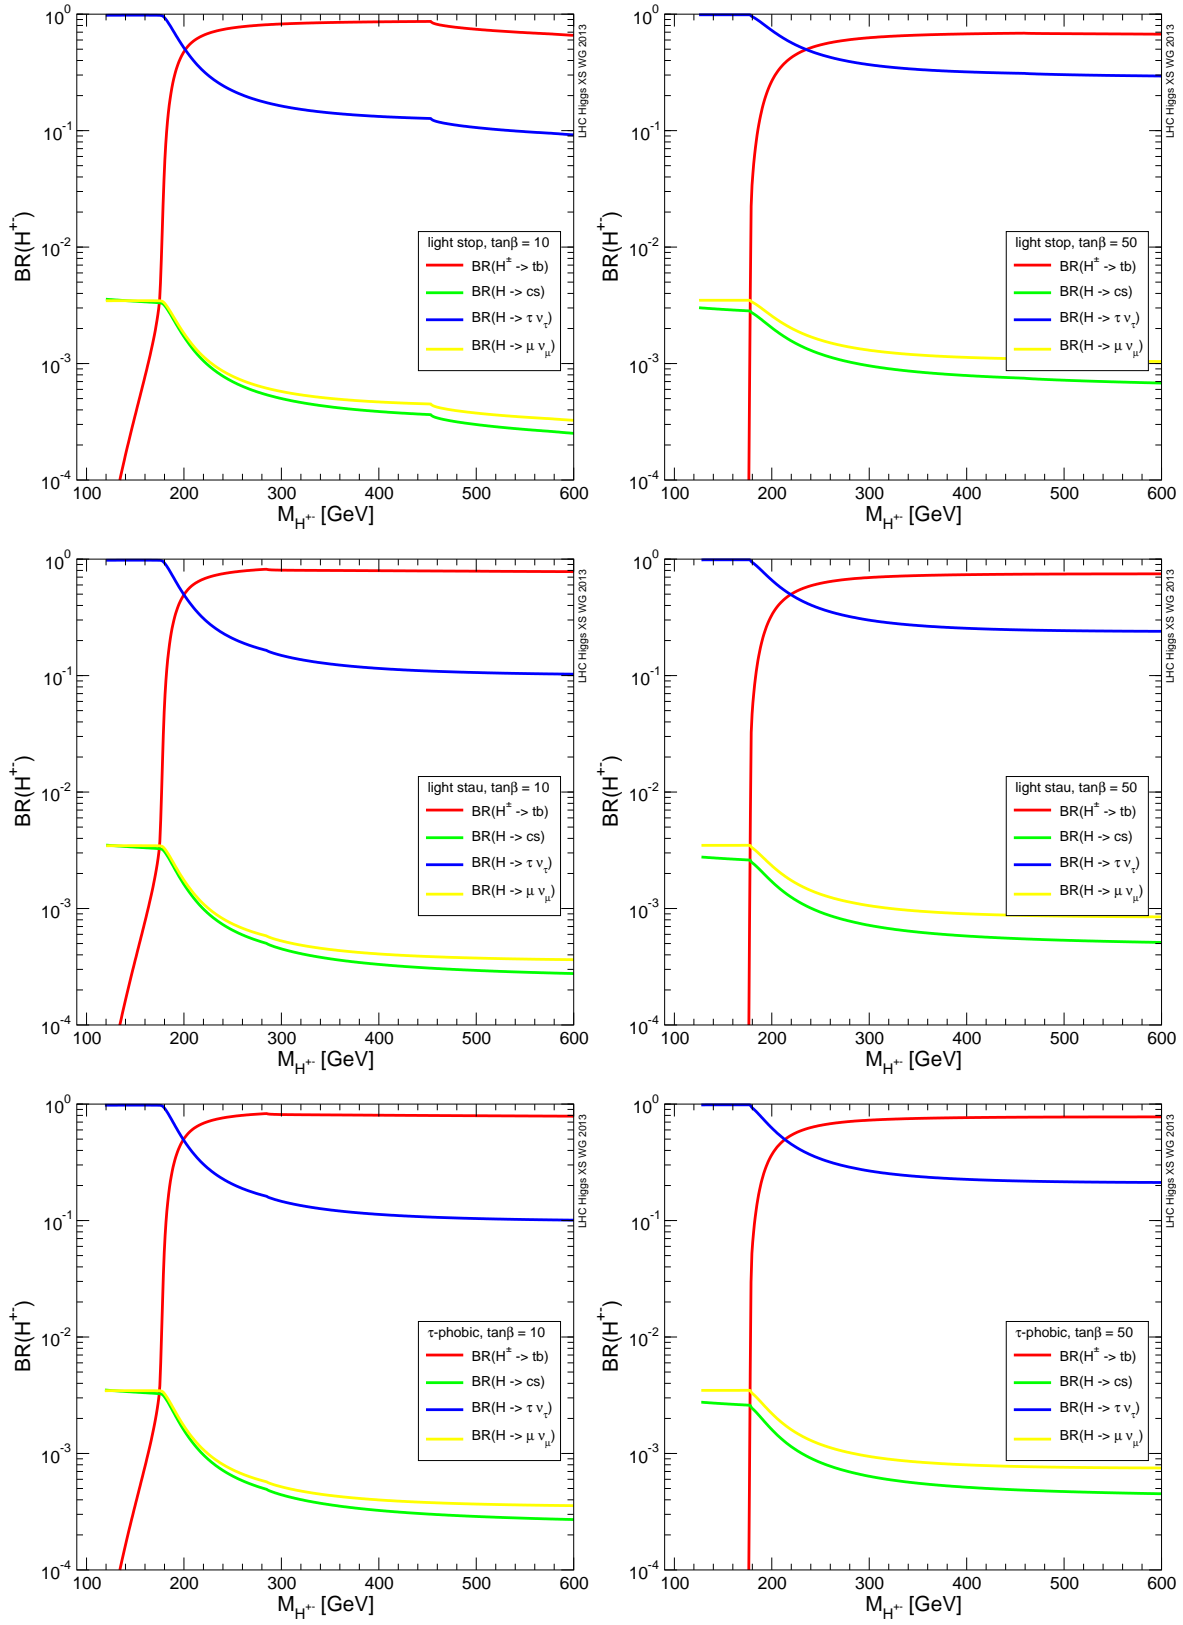 10^0
10^-1
10^-2
10^-3
10^-4
BR(H^+-)
100 200 300 400 500 600
M_H^+- [GeV]
light stop, tanβ = 10
BR(H^± -> tb)
BR(H -> cs)
BR(H -> τ ν_τ)
BR(H -> μ ν_μ)
LHC Higgs XS WG 2013
10^0
10^-1
10^-2
10^-3
10^-4
BR(H^+-)
100 200 300 400 500 600
M_H^+- [GeV]
light stop, tanβ = 50
BR(H^± -> tb)
BR(H -> cs)
BR(H -> τ ν_τ)
BR(H -> μ ν_μ)
LHC Higgs XS WG 2013
10^0
10^-1
10^-2
10^-3
10^-4
BR(H^+-)
100 200 300 400 500 600
M_H^+- [GeV]
light stau, tanβ = 10
BR(H^± -> tb)
BR(H -> cs)
BR(H -> τ ν_τ)
BR(H -> μ ν_μ)
LHC Higgs XS WG 2013
10^0
10^-1
10^-2
10^-3
10^-4
BR(H^+-)
100 200 300 400 500 600
M_H^+- [GeV]
light stau, tanβ = 50
BR(H^± -> tb)
BR(H -> cs)
BR(H -> τ ν_τ)
BR(H -> μ ν_μ)
LHC Higgs XS WG 2013
10^0
10^-1
10^-2
10^-3
10^-4
BR(H^+-)
100 200 300 400 500 600
M_H^+- [GeV]
τ-phobic, tanβ = 10
BR(H^± -> tb)
BR(H -> cs)
BR(H -> τ ν_τ)
BR(H -> μ ν_μ)
LHC Higgs XS WG 2013
10^0
10^-1
10^-2
10^-3
10^-4
BR(H^+-)
100 200 300 400 500 600
M_H^+- [GeV]
τ-phobic, tanβ = 50
BR(H^± -> tb)
BR(H -> cs)
BR(H -> τ ν_τ)
BR(H -> μ ν_μ)
LHC Higgs XS WG 2013